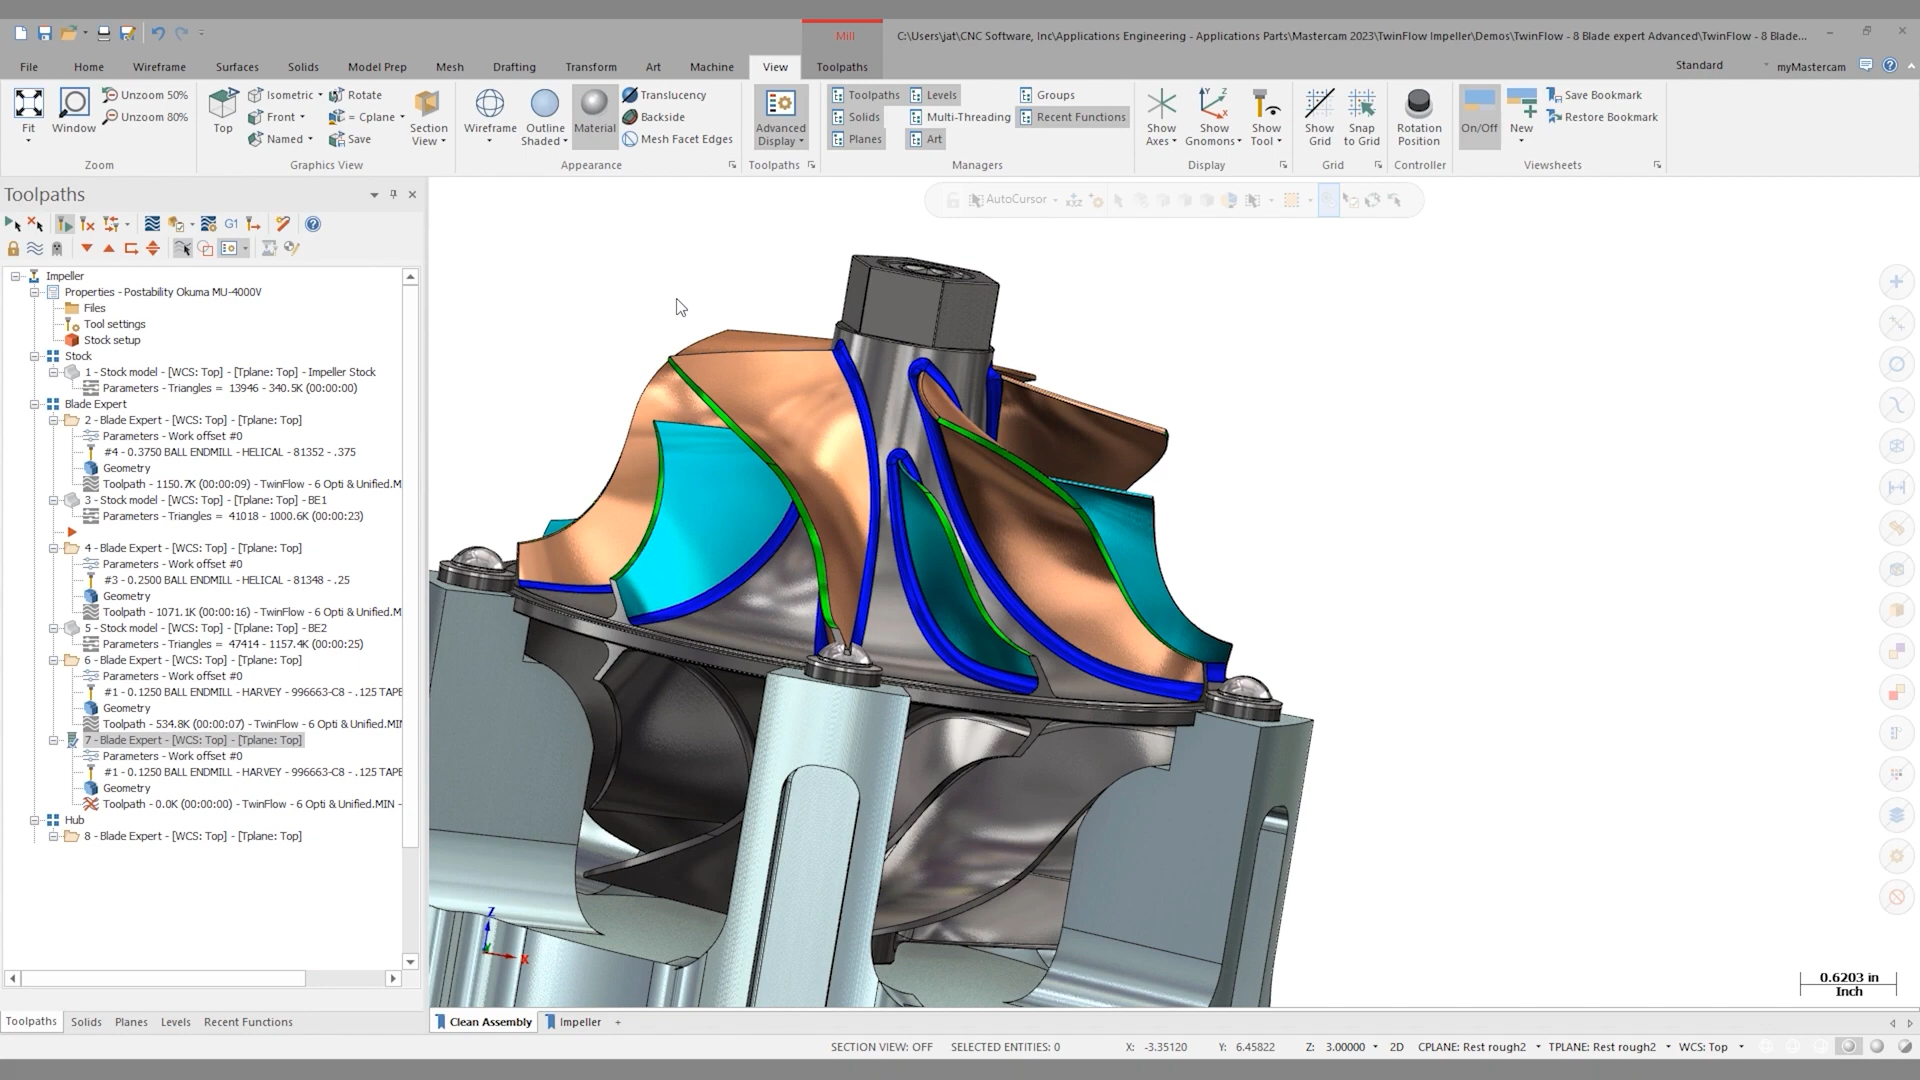 Mill
C:\Users\jat\CNC Software, Inc\Applications Engineering - Applications Parts\Mastercam 2023\TwinFlow Impeller\Demos\TwinFlow - 8 Blade expert Advanced\TwinFlow - 8 Blade...
File Home Wireframe Surfaces Solids Model Prep Mesh Drafting Transform Art Machine View Toolpaths Standard myMastercam
Fit
Window
Unzoom 50%
Unzoom 80%
Zoom
Top
Isometric
Front
Named
Rotate
= Cplane
Save
Section
View
Graphics View
Wireframe
Outline
Shaded
Material
Translucency
Backside
Mesh Facet Edges
Appearance
Advanced
Display
Toolpaths
Toolpaths Levels Groups
Solids Multi-Threading Recent Functions
Planes Art
Managers
Show
Axes
Show
Gnomons
Show
Tool
Display
Show
Grid
Snap
to Grid
Grid
Rotation
Position
Controller
On/Off
New
Save Bookmark
Restore Bookmark
Viewsheets
Toolpaths
G1
AutoCursor
Impeller
Properties - Postability Okuma MU-4000V
Files
Tool settings
Stock setup
Stock
1 - Stock model - [WCS: Top] - [Tplane: Top] - Impeller Stock
Parameters - Triangles = 13946 - 340.5K (00:00:00)
Blade Expert
2 - Blade Expert - [WCS: Top] - [Tplane: Top]
Parameters - Work offset #0
#4 - 0.3750 BALL ENDMILL - HELICAL - 81352 - .375
Geometry
Toolpath - 1150.7K (00:00:09) - TwinFlow - 6 Opti & Unified.M
3 - Stock model - [WCS: Top] - [Tplane: Top] - BE1
Parameters - Triangles = 41018 - 1000.6K (00:00:23)
4 - Blade Expert - [WCS: Top] - [Tplane: Top]
Parameters - Work offset #0
#3 - 0.2500 BALL ENDMILL - HELICAL - 81348 - .25
Geometry
Toolpath - 1071.1K (00:00:16) - TwinFlow - 6 Opti & Unified.M
5 - Stock model - [WCS: Top] - [Tplane: Top] - BE2
Parameters - Triangles = 47414 - 1157.4K (00:00:25)
6 - Blade Expert - [WCS: Top] - [Tplane: Top]
Parameters - Work offset #0
#1 - 0.1250 BALL ENDMILL - HARVEY - 996663-C8 - .125 TAPE
Geometry
Toolpath - 534.8K (00:00:07) - TwinFlow - 6 Opti & Unified.MIN
7 - Blade Expert - [WCS: Top] - [Tplane: Top]
Parameters - Work offset #0
#1 - 0.1250 BALL ENDMILL - HARVEY - 996663-C8 - .125 TAPE
Geometry
Toolpath - 0.0K (00:00:00) - TwinFlow - 6 Opti & Unified.MIN -
Hub
8 - Blade Expert - [WCS: Top] - [Tplane: Top]
Z
X
0.6203 in
Inch
Toolpaths Solids Planes Levels Recent Functions
Clean Assembly Impeller +
SECTION VIEW: OFF SELECTED ENTITIES: 0 X: -3.35120 Y: 6.45822 Z: 3.00000 2D CPLANE: Rest rough2 TPLANE: Rest rough2 WCS: Top